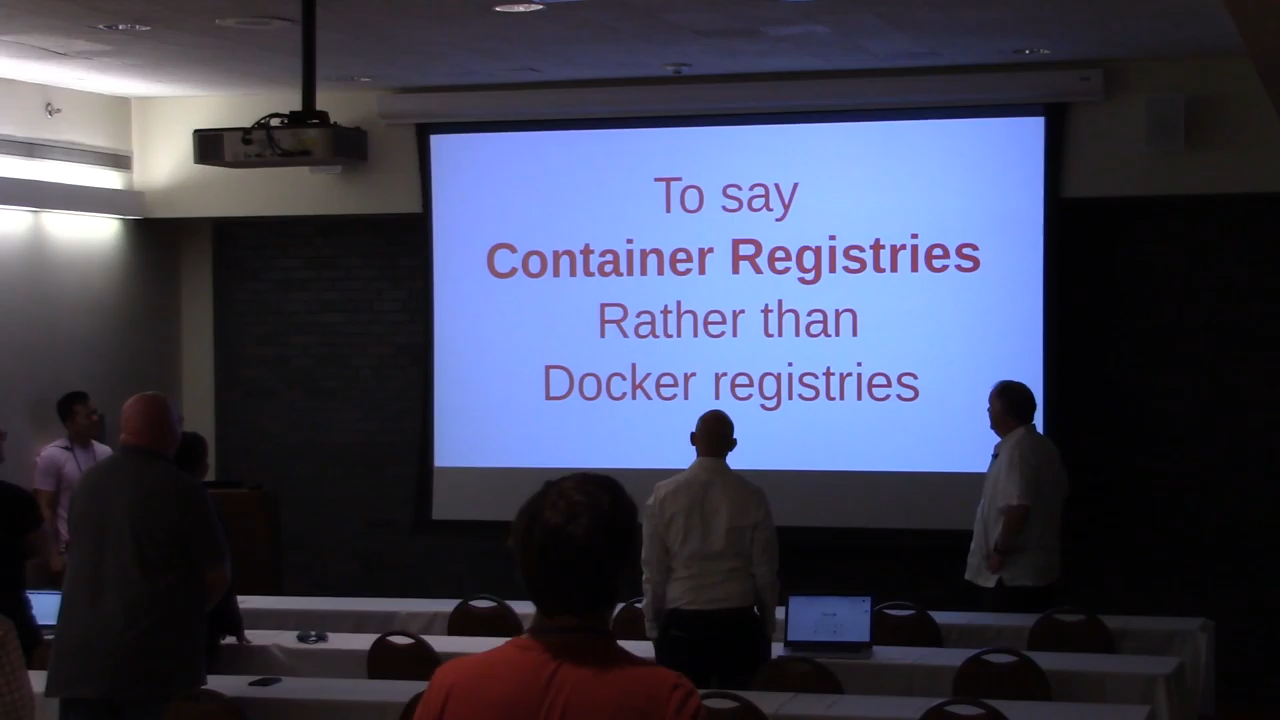 To say
Container Registries
Rather than
Docker registries